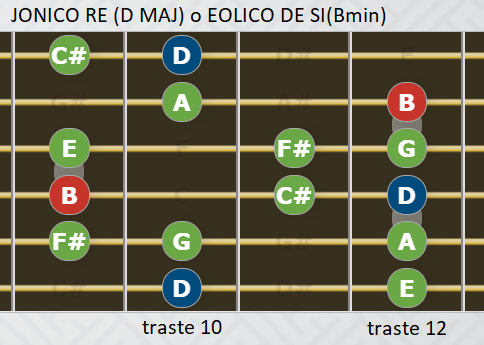 JONICO RE (D MAJ) o EOLICO DE SI(Bmin)
C# D D# E
G# A A# B
E F F# G
B C C# D
F# G G# A
C# D D# E
traste 10 traste 12